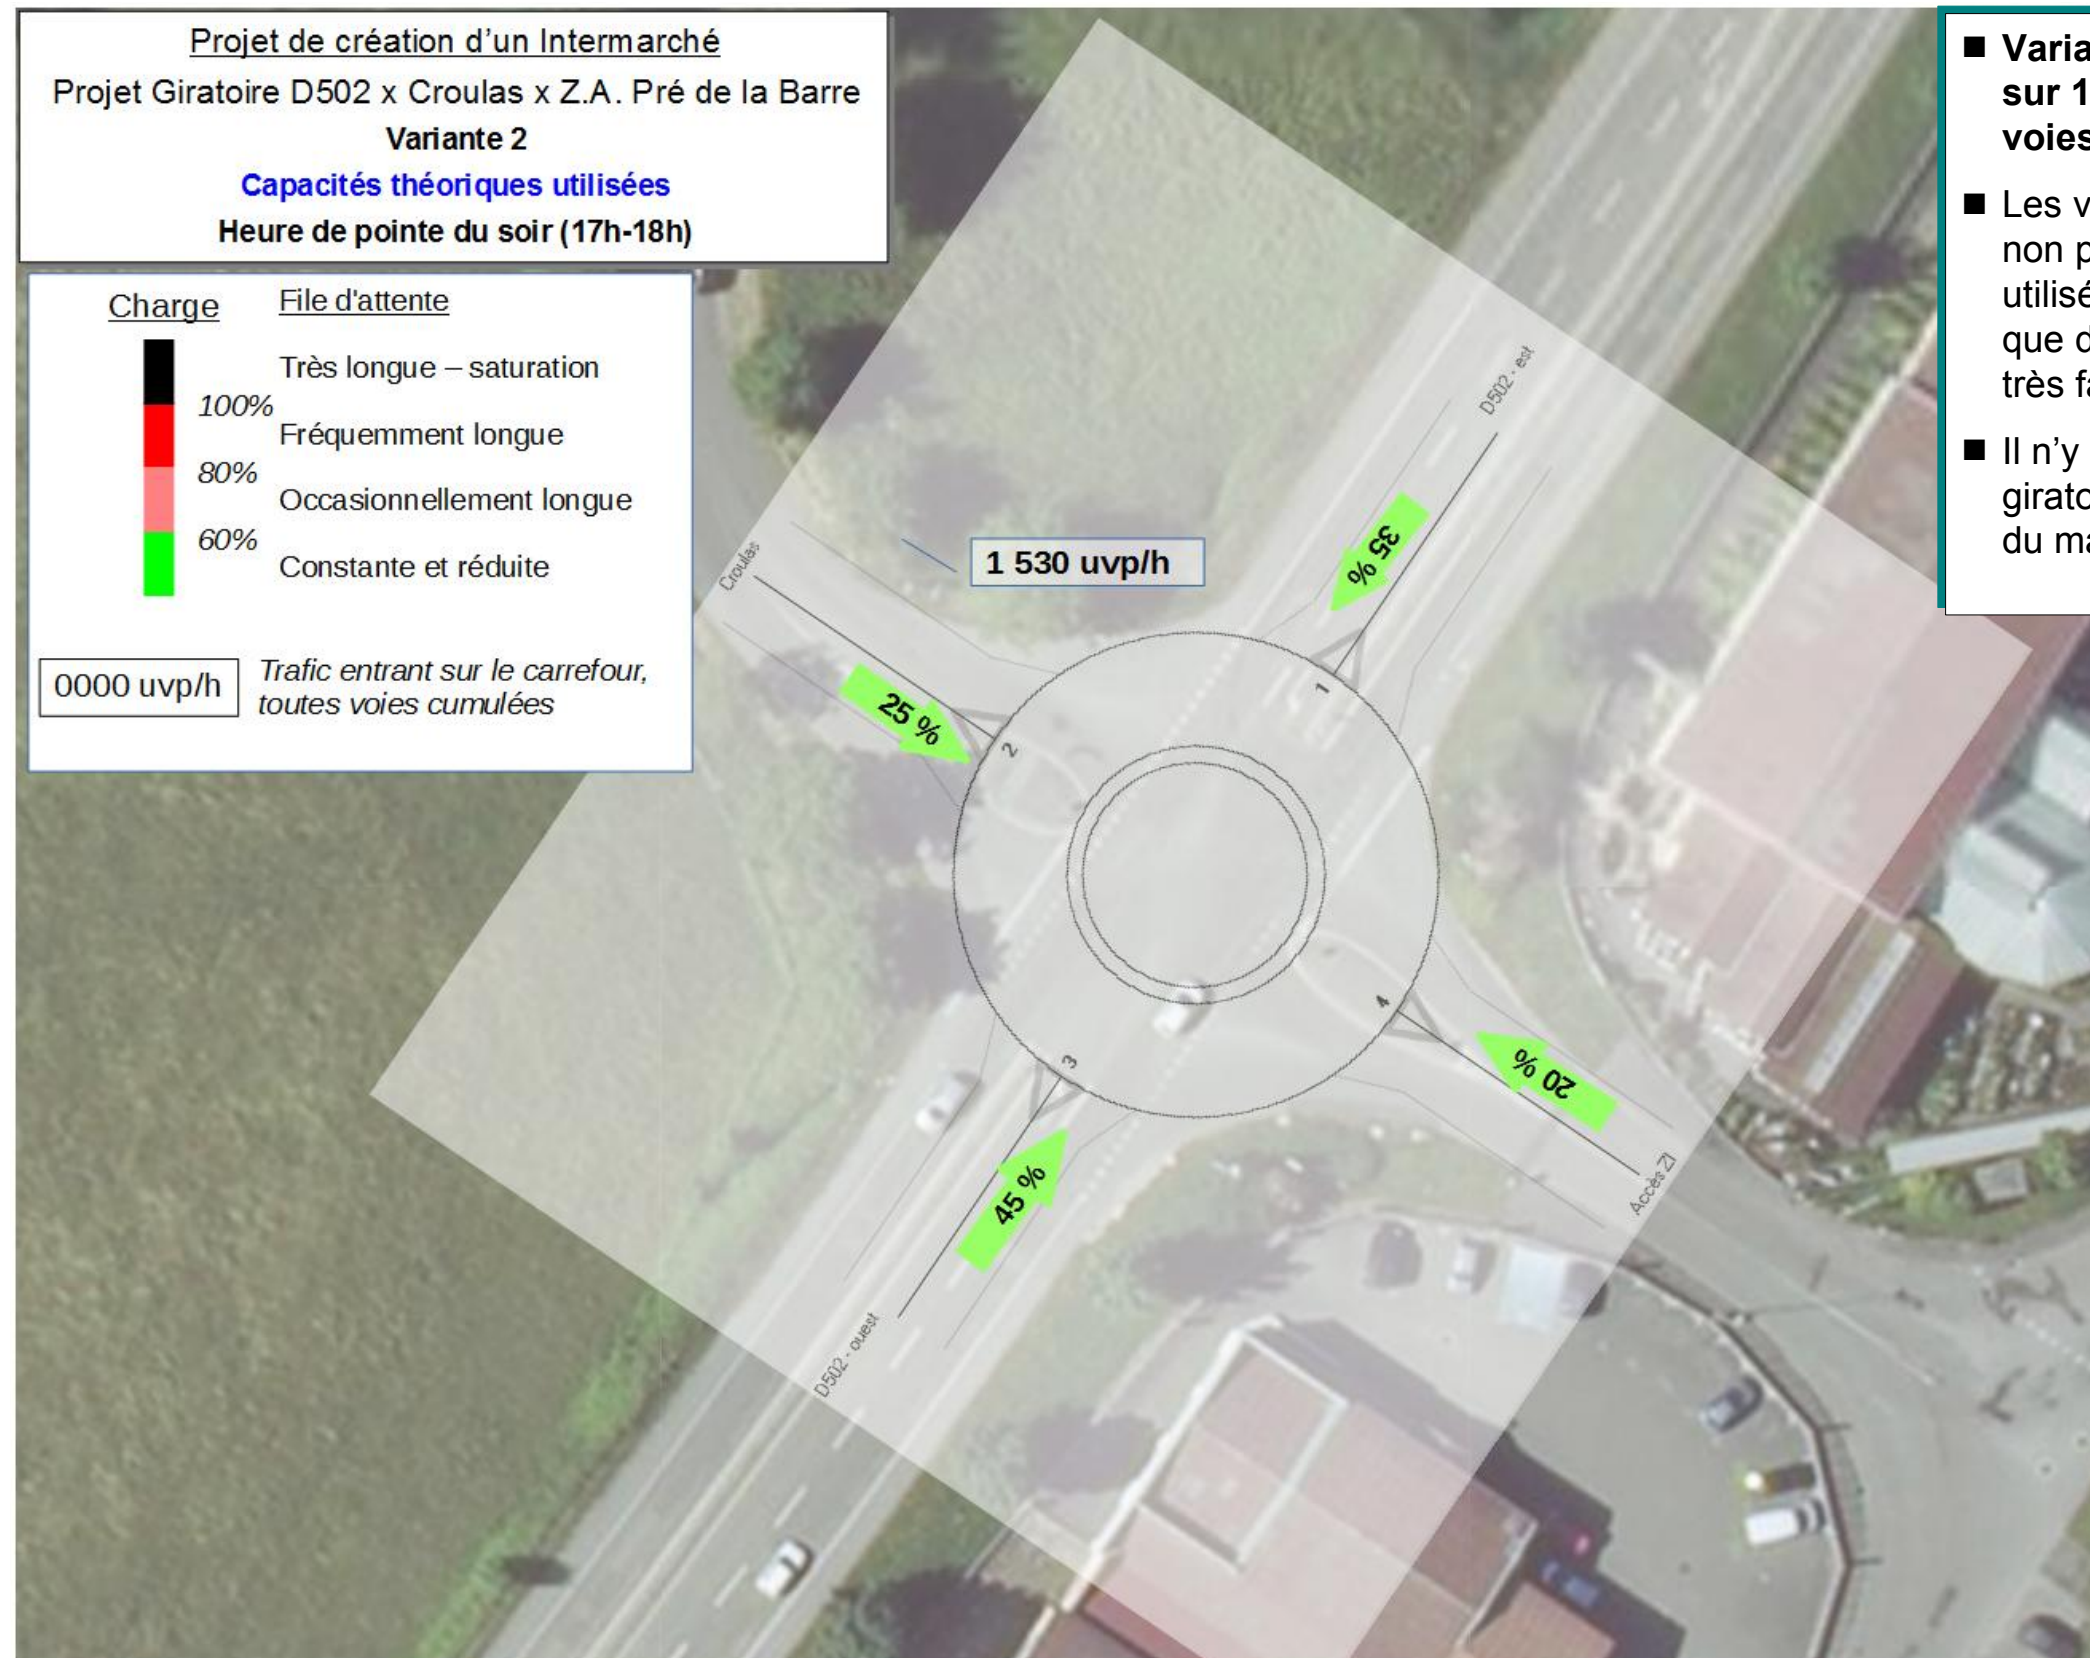 Projet de création d'un Intermarché
Projet Giratoire D502 x Croulas x Z.A. Pré de la Barre
Variante 2
Capacités théoriques utilisées
Heure de pointe du soir (17h-18h)
Charge
File d'attente
Très longue – saturation
100%
Fréquemment longue
80%
Occasionnellement longue
60%
Constante et réduite
0000 uvp/h
Trafic entrant sur le carrefour,
toutes voies cumulées
■ Varia
sur 1
voies
■ Les v
non p
utilisé
que d
très fa
■ Il n’y
girato
du ma
D502 - est
35 %
1
Croulas
1 530 uvp/h
25 %
2
3
45 %
D502 - ouest
4
20 %
Accès ZI